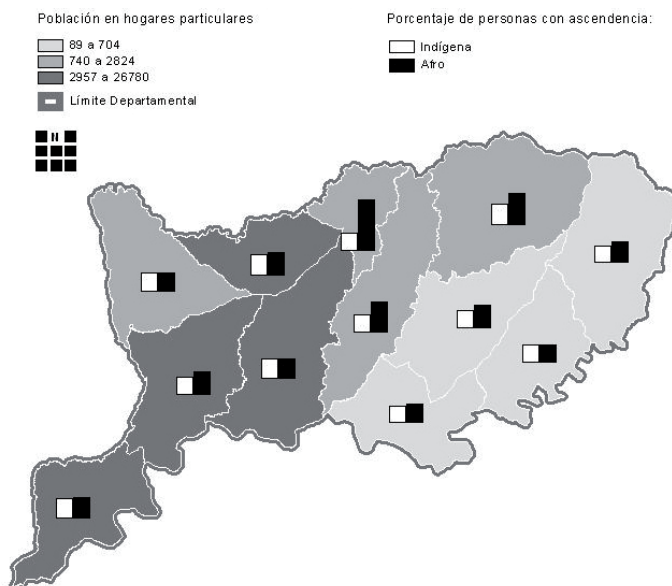 Población en hogares particulares
89 a 704
740 a 2824
2957 a 26780
Límite Departamental
N
Porcentaje de personas con ascendencia:
Indígena
Afro